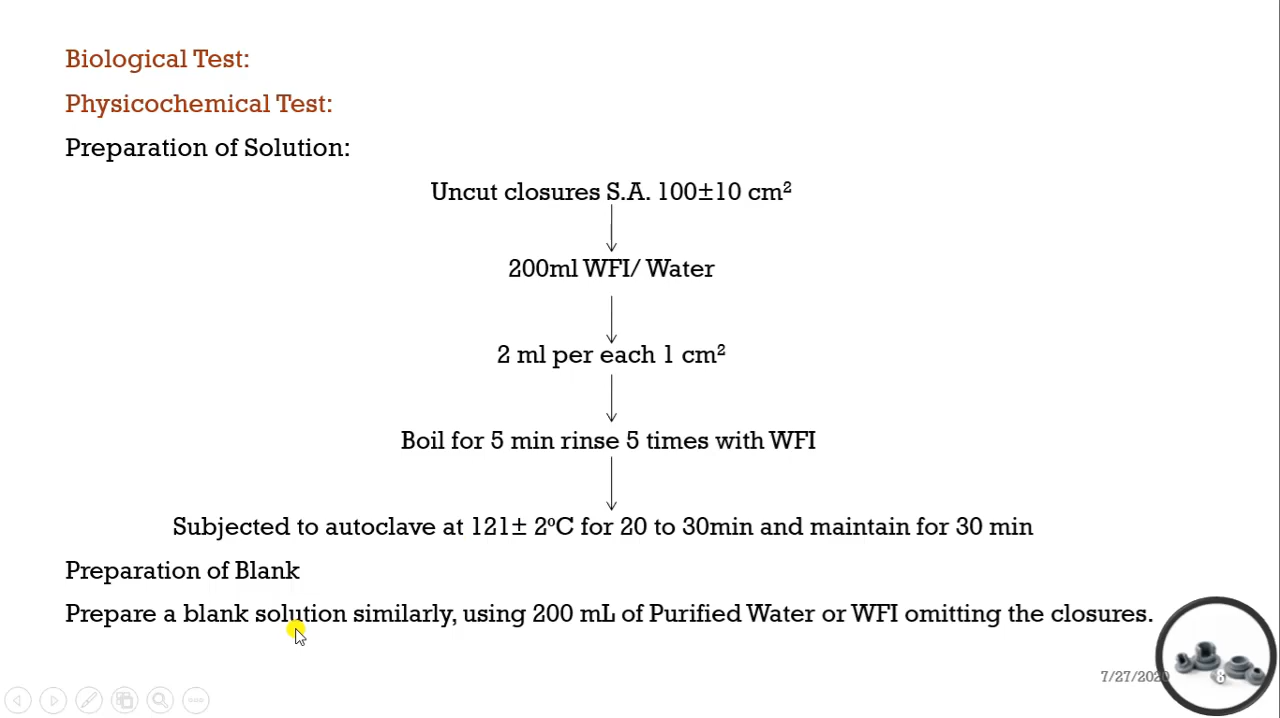 Biological Test:
Physicochemical Test:
Preparation of Solution:
Uncut closures S.A. 100±10 cm²
200ml WFI/ Water
2 ml per each 1 cm²
Boil for 5 min rinse 5 times with WFI
Subjected to autoclave at 121± 2ºC for 20 to 30min and maintain for 30 min
Preparation of Blank
Prepare a blank solution similarly, using 200 mL of Purified Water or WFI omitting the closures.
7/27/2020
8